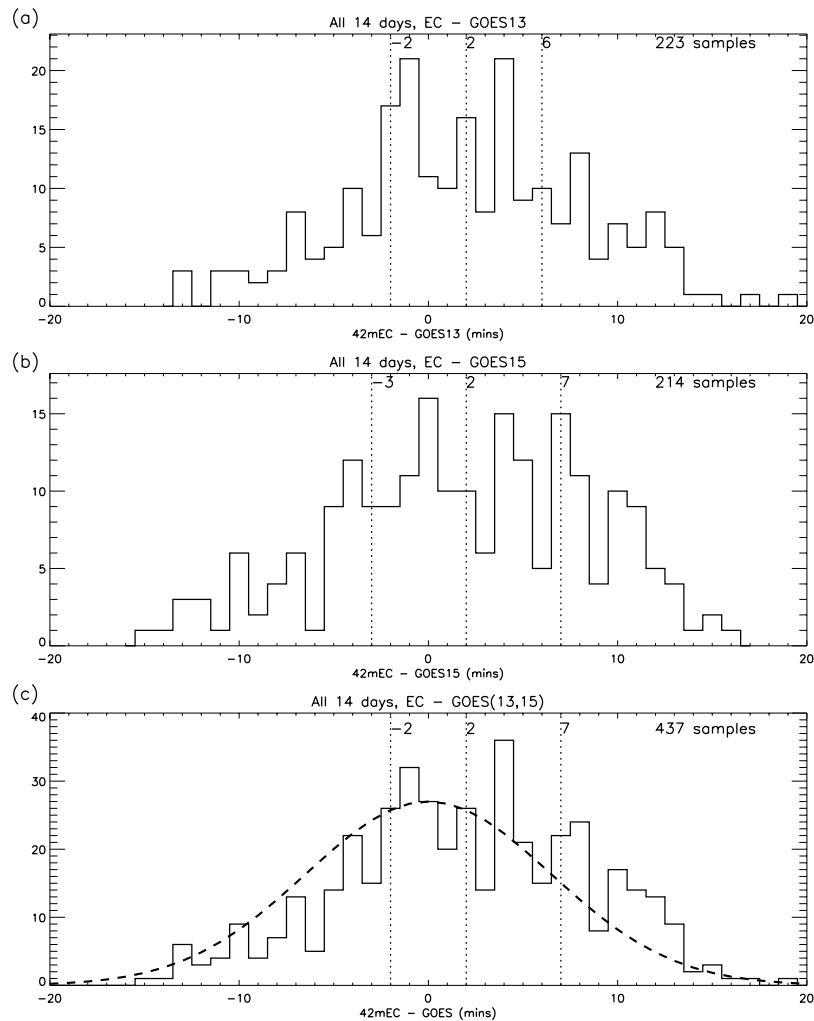 (a)
All 14 days, EC − GOES13
−2 2 6 223 samples
20
15
10
5
0
−20 −10 0 10 20
42mEC − GOES13 (mins)
(b)
All 14 days, EC − GOES15
−3 2 7 214 samples
15
10
5
0
−20 −10 0 10 20
42mEC − GOES15 (mins)
(c)
All 14 days, EC − GOES(13,15)
40
−2 2 7 437 samples
30
20
10
0
−20 −10 0 10 20
42mEC − GOES (mins)